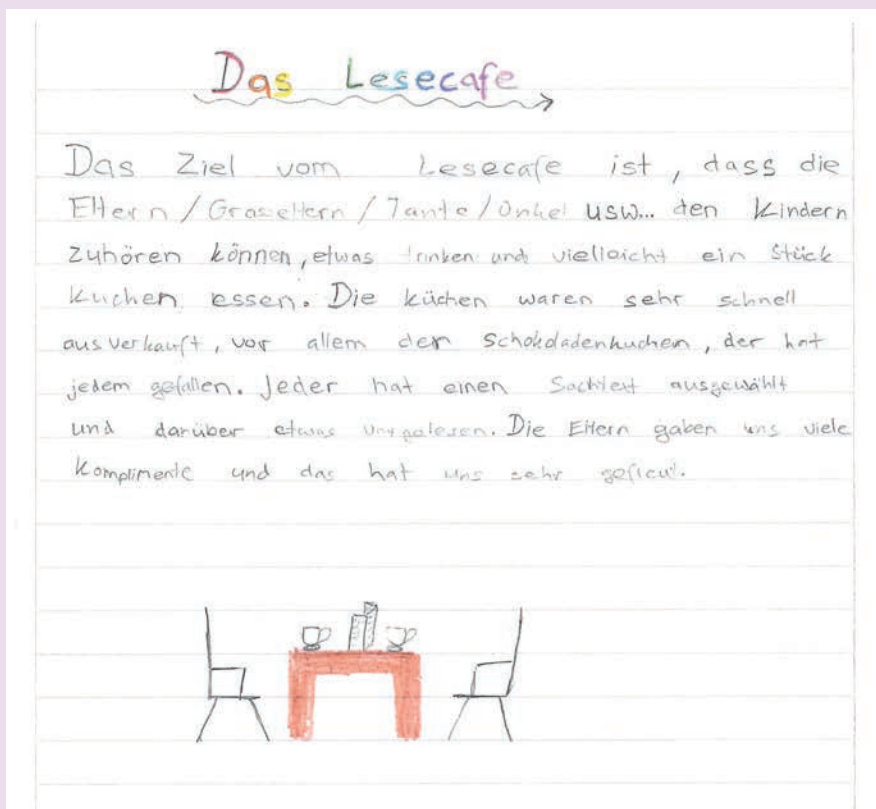 Das Lesecafe
Das Ziel vom Lesecafe ist, dass die
Eltern/Graseltern/Tante/Onkel usw... den Kindern
zuhören können, etwas trinken und vielleicht ein Stück
Kuchen essen. Die küchen waren sehr schnell
ausverkauft, vor allem der Schokoladenkuchen, der hat
jedem gefallen. Jeder hat einen Sachtext ausgewählt
und darüber etwas vorgelesen. Die Eltern gaben uns viele
Komplimente und das hat uns sehr gefreut.